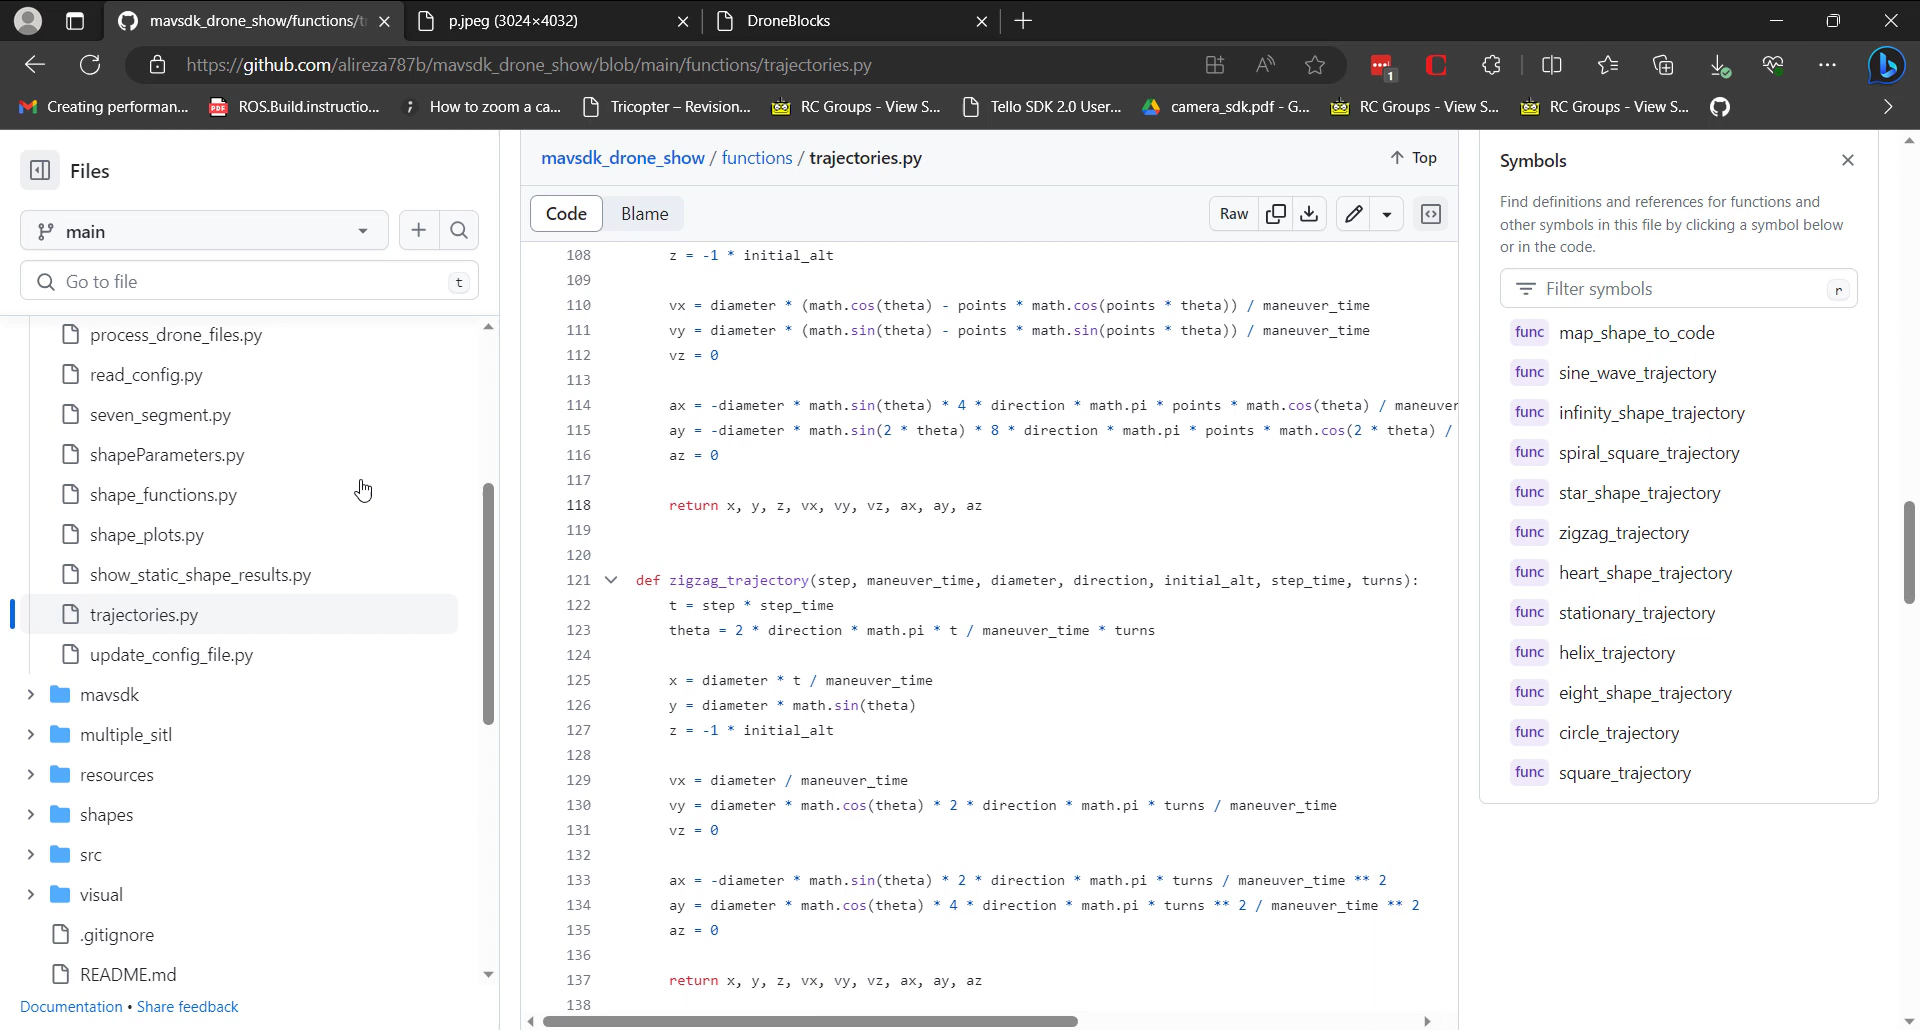 mavsdk_drone_show/functions/t
p.jpeg (3024×4032)
DroneBlocks
https://github.com/alireza787b/mavsdk_drone_show/blob/main/functions/trajectories.py
1
Creating performan...
ROS.Build.instructio...
How to zoom a ca...
Tricopter – Revision...
RC Groups - View S...
Tello SDK 2.0 User...
camera_sdk.pdf - G...
RC Groups - View S...
RC Groups - View S...
Files
main
Go to file
t
process_drone_files.py
read_config.py
seven_segment.py
shapeParameters.py
shape_functions.py
shape_plots.py
show_static_shape_results.py
trajectories.py
update_config_file.py
mavsdk
multiple_sitl
resources
shapes
src
visual
.gitignore
README.md
Documentation • Share feedback
mavsdk_drone_show / functions / trajectories.py
Top
Code
Blame
Raw
108 z = -1 * initial_alt
109
110 vx = diameter * (math.cos(theta) - points * math.cos(points * theta)) / maneuver_time
111 vy = diameter * (math.sin(theta) - points * math.sin(points * theta)) / maneuver_time
112 vz = 0
113
114 ax = -diameter * math.sin(theta) * 4 * direction * math.pi * points * math.cos(theta) / maneuver
115 ay = -diameter * math.sin(2 * theta) * 8 * direction * math.pi * points * math.cos(2 * theta) /
116 az = 0
117
118 return x, y, z, vx, vy, vz, ax, ay, az
119
120
121 def zigzag_trajectory(step, maneuver_time, diameter, direction, initial_alt, step_time, turns):
122 t = step * step_time
123 theta = 2 * direction * math.pi * t / maneuver_time * turns
124
125 x = diameter * t / maneuver_time
126 y = diameter * math.sin(theta)
127 z = -1 * initial_alt
128
129 vx = diameter / maneuver_time
130 vy = diameter * math.cos(theta) * 2 * direction * math.pi * turns / maneuver_time
131 vz = 0
132
133 ax = -diameter * math.sin(theta) * 2 * direction * math.pi * turns / maneuver_time ** 2
134 ay = diameter * math.cos(theta) * 4 * direction * math.pi * turns ** 2 / maneuver_time ** 2
135 az = 0
136
137 return x, y, z, vx, vy, vz, ax, ay, az
138
Symbols
Find definitions and references for functions and
other symbols in this file by clicking a symbol below
or in the code.
Filter symbols
r
func map_shape_to_code
func sine_wave_trajectory
func infinity_shape_trajectory
func spiral_square_trajectory
func star_shape_trajectory
func zigzag_trajectory
func heart_shape_trajectory
func stationary_trajectory
func helix_trajectory
func eight_shape_trajectory
func circle_trajectory
func square_trajectory